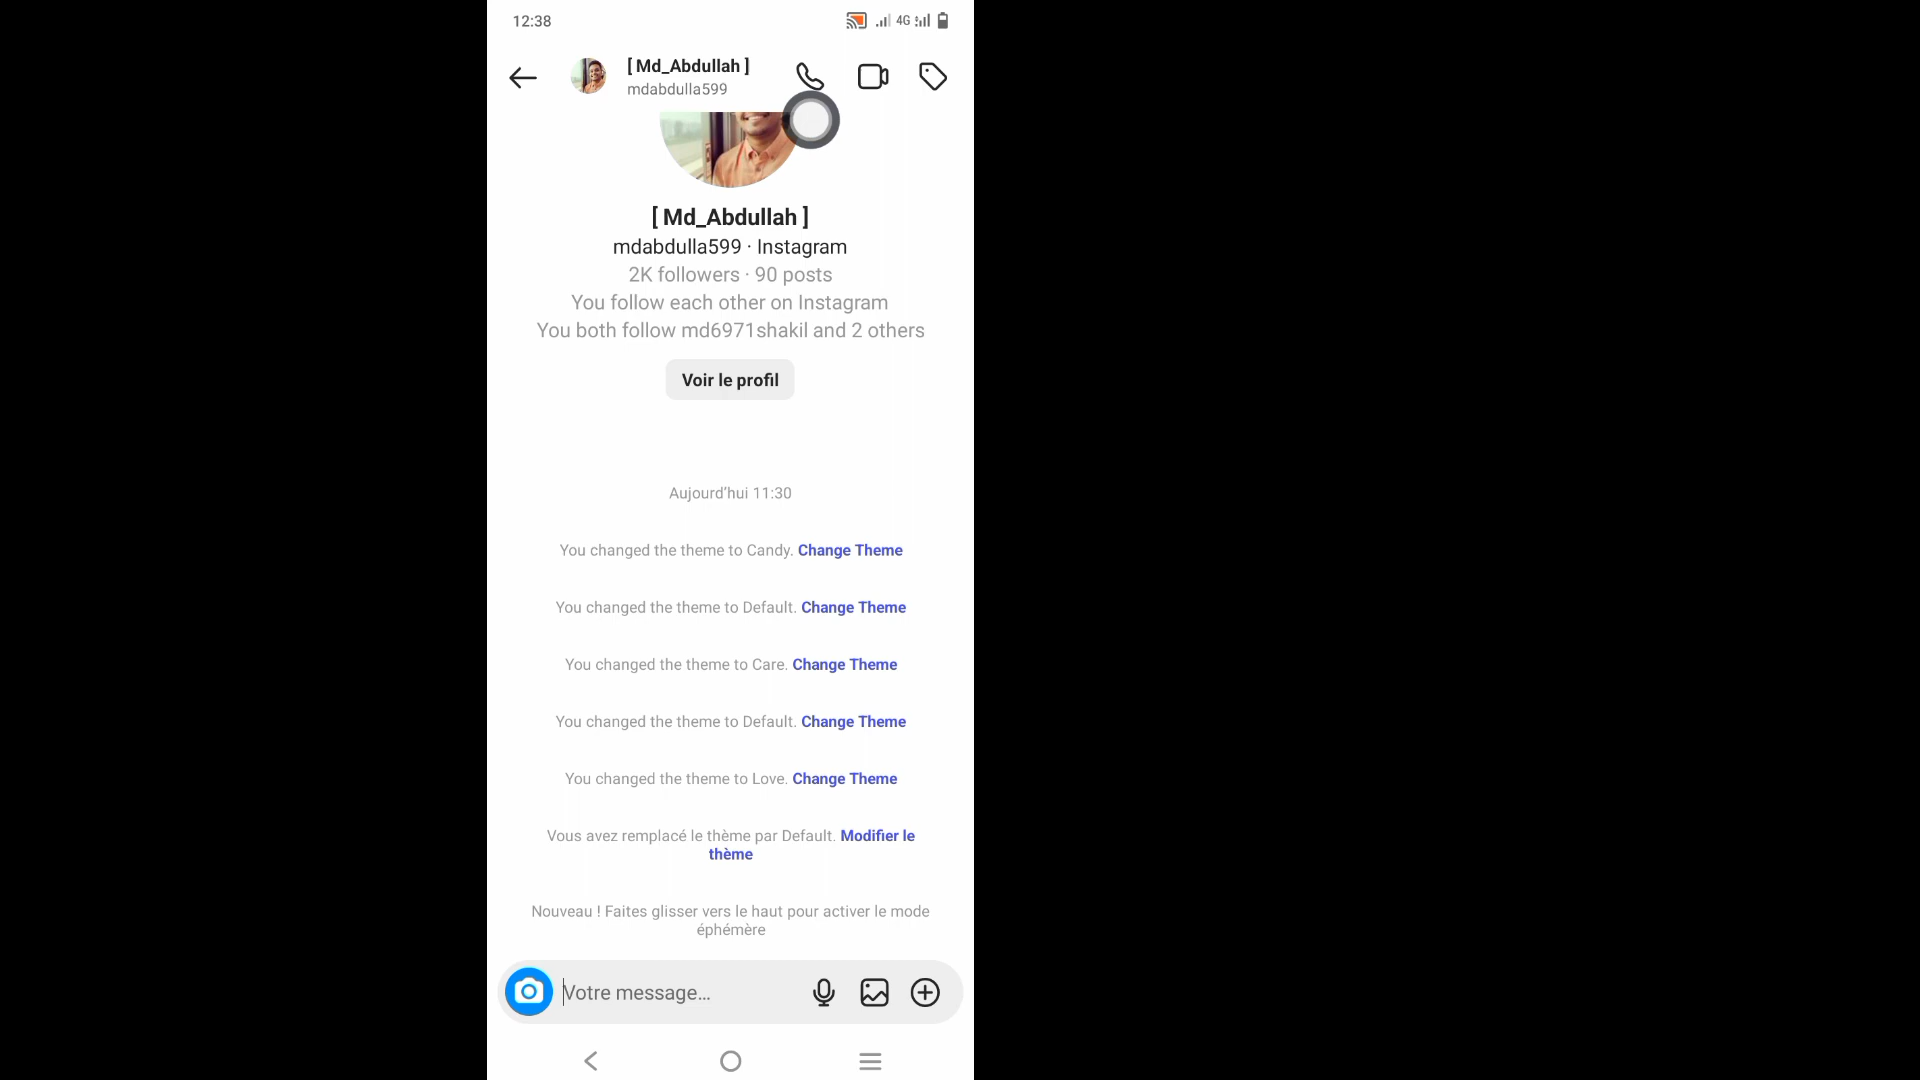 12:38
4G
[ Md_Abdullah ]
mdabdulla599
[ Md_Abdullah ]
mdabdulla599 · Instagram
2K followers · 90 posts
You follow each other on Instagram
You both follow md6971shakil and 2 others
Voir le profil
Aujourd'hui 11:30
You changed the theme to Candy. Change Theme
You changed the theme to Default. Change Theme
You changed the theme to Care. Change Theme
You changed the theme to Default. Change Theme
You changed the theme to Love. Change Theme
Vous avez remplacé le thème par Default. Modifier le
thème
Nouveau ! Faites glisser vers le haut pour activer le mode
éphémère
Votre message…